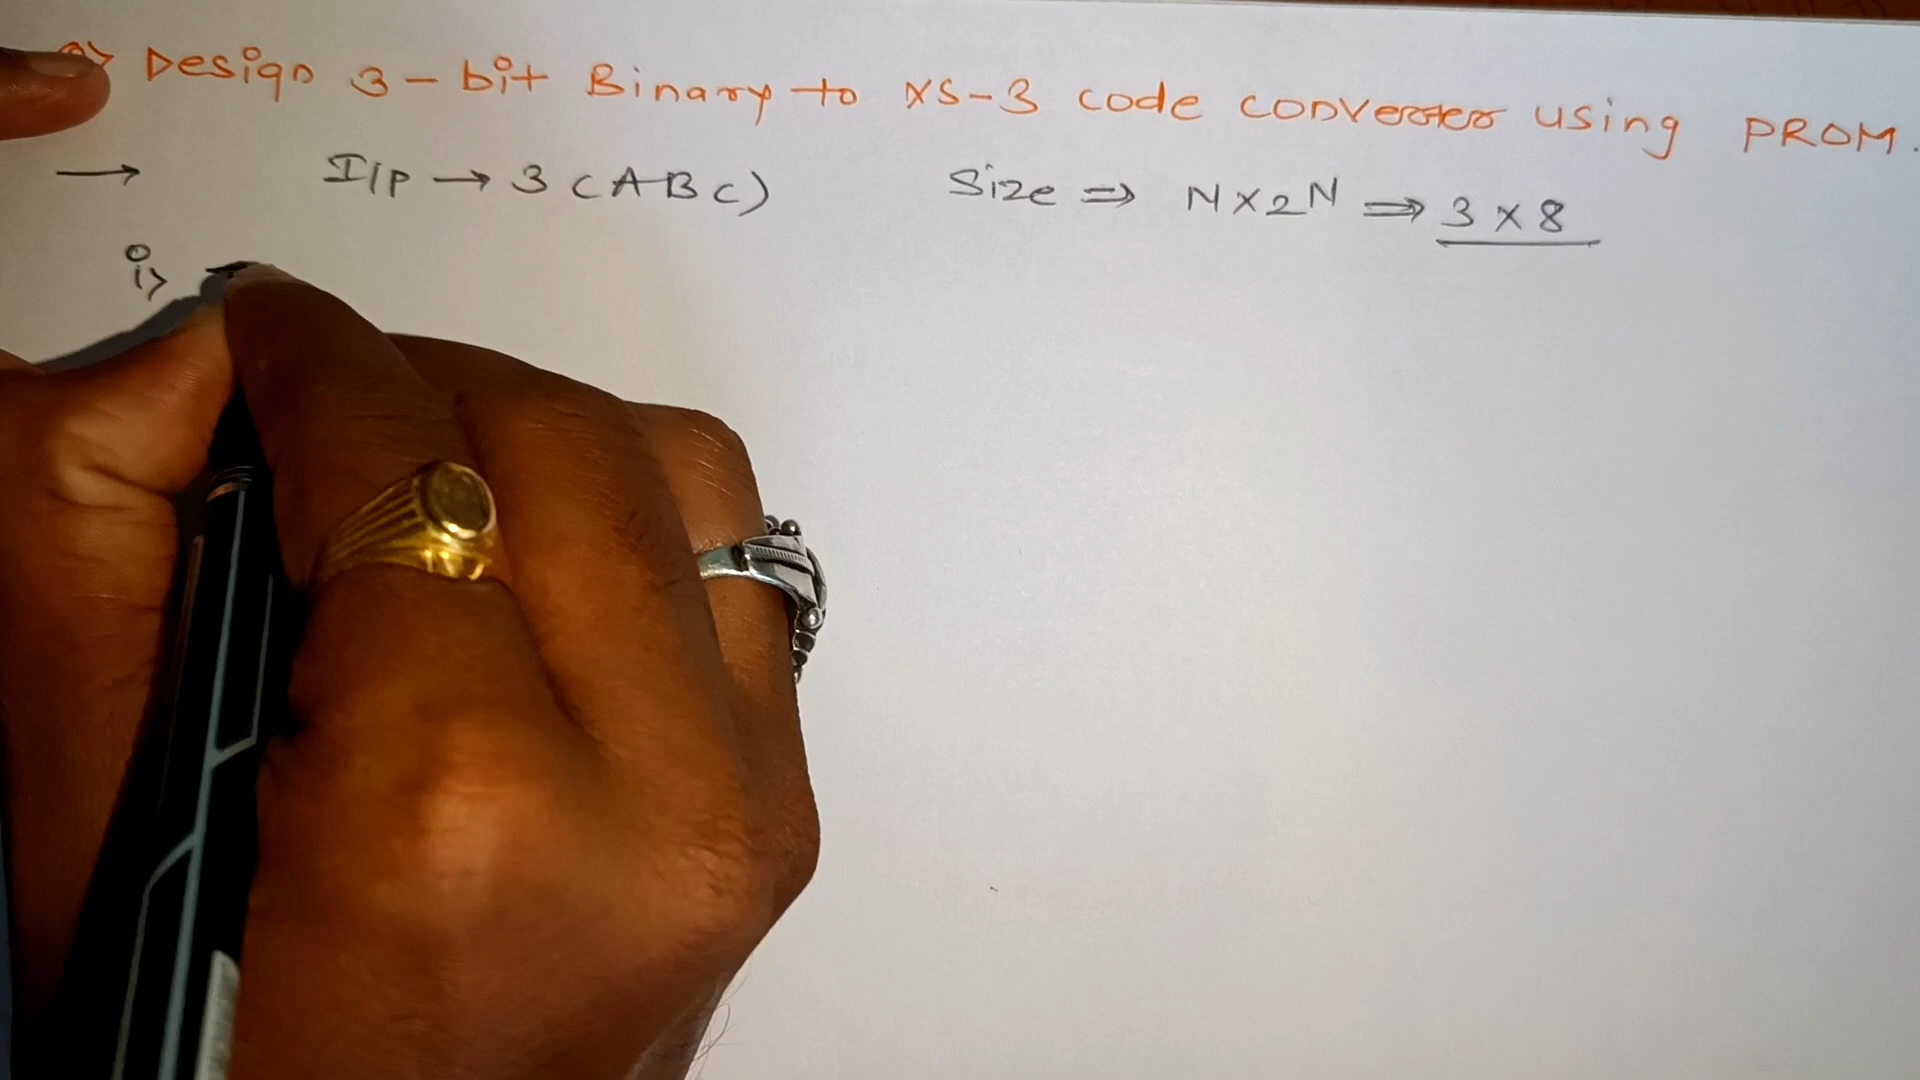 Q> Design 3-bit Binary to XS-3 code converter using PROM.
→ I/P → 3 (ABC) Size ⇒ N×2^N ⇒ 3×8
i>